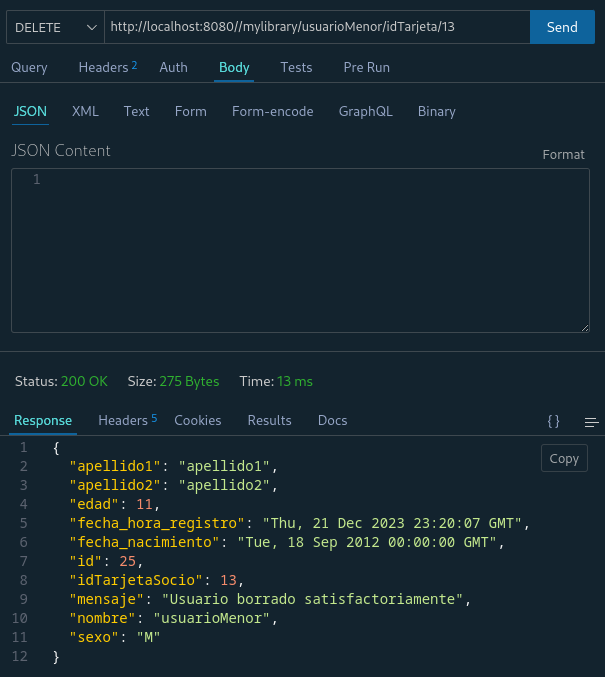 DELETE http://localhost:8080//mylibrary/usuarioMenor/idTarjeta/13 Send
Query Headers 2 Auth Body Tests Pre Run
JSON XML Text Form Form-encode GraphQL Binary
JSON Content
Format
1
Status: 200 OK Size: 275 Bytes Time: 13 ms
Response Headers 5 Cookies Results Docs { }
1 {
Copy
2 "apellido1": "apellido1",
3 "apellido2": "apellido2",
4 "edad": 11,
5 "fecha_hora_registro": "Thu, 21 Dec 2023 23:20:07 GMT",
6 "fecha_nacimiento": "Tue, 18 Sep 2012 00:00:00 GMT",
7 "id": 25,
8 "idTarjetaSocio": 13,
9 "mensaje": "Usuario borrado satisfactoriamente",
10 "nombre": "usuarioMenor",
11 "sexo": "M"
12 }